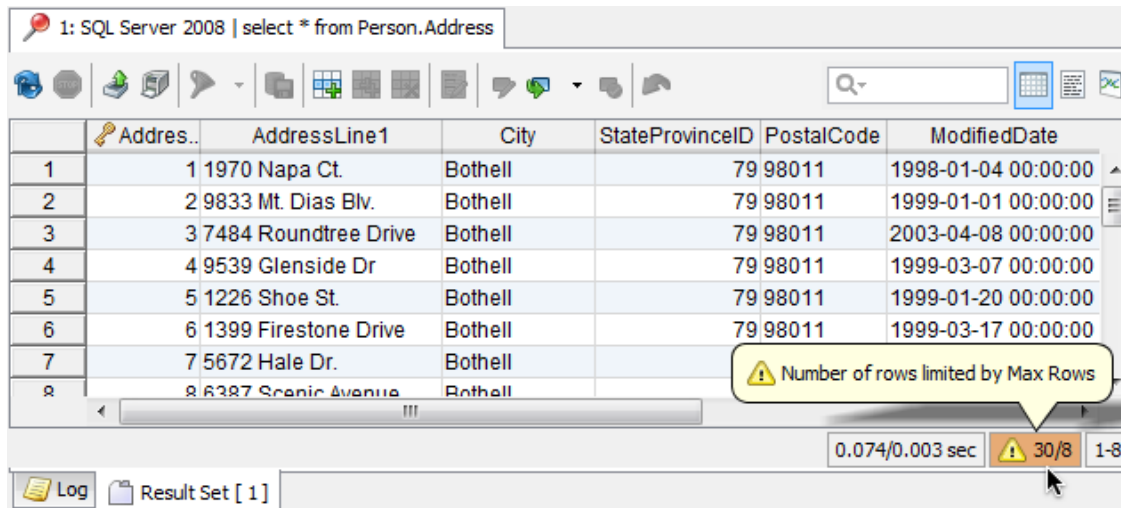 1: SQL Server 2008 | select * from Person.Address
Addres.. AddressLine1 City StateProvinceID PostalCode ModifiedDate
1 1 1970 Napa Ct. Bothell 79 98011 1998-01-04 00:00:00
2 2 9833 Mt. Dias Blv. Bothell 79 98011 1999-01-01 00:00:00
3 3 7484 Roundtree Drive Bothell 79 98011 2003-04-08 00:00:00
4 4 9539 Glenside Dr Bothell 79 98011 1999-03-07 00:00:00
5 5 1226 Shoe St. Bothell 79 98011 1999-01-20 00:00:00
6 6 1399 Firestone Drive Bothell 79 98011 1999-03-17 00:00:00
7 7 5672 Hale Dr. Bothell
Number of rows limited by Max Rows
8 8 6387 Scenic Avenue Bothell
0.074/0.003 sec 30/8 1-8
Log Result Set [ 1 ]